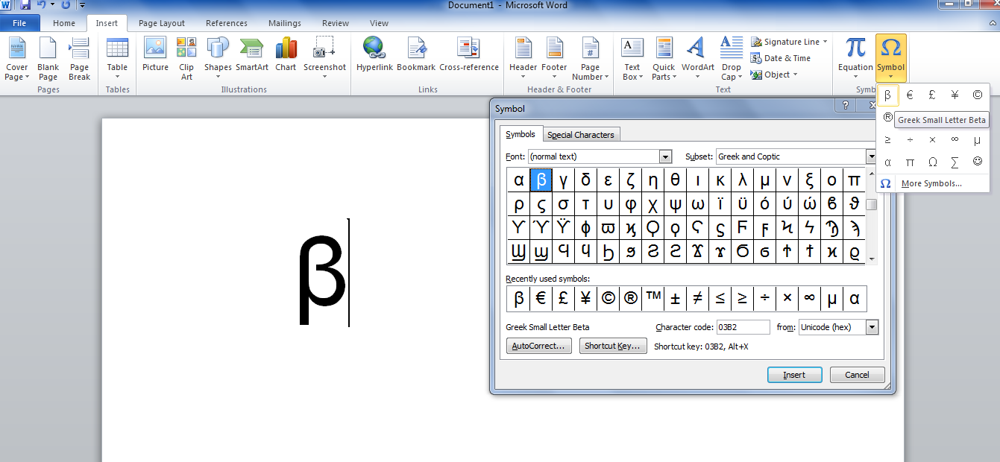 Document1 - Microsoft Word
File Home Insert Page Layout References Mailings Review View
Cover Page Blank Page Page Break Table Picture Clip Art Shapes SmartArt Chart Screenshot Hyperlink Bookmark Cross-reference Header Footer Page Number Text Box Quick Parts WordArt Drop Cap Signature Line Date & Time Object Equation Symbol
Pages Tables Illustrations Links Header & Footer Text Symb
β € £ ¥ ©
® Greek Small Letter Beta
≥ ÷ × ∞ µ
α π Ω ∑ ☺
Ω More Symbols...
β
Symbol ?
Symbols Special Characters
Font: (normal text) Subset: Greek and Coptic
α β γ δ ε ζ η θ ι κ λ μ ν ξ ο π
ρ ς σ τ υ φ χ ψ ω ϊ ϋ ό ύ ώ ϐ ϑ
ϒ ϓ ϔ ϕ ϖ ϗ Ϙ ϙ Ϛ ϛ Ϝ ϝ Ϟ ϟ Ϡ ϡ
Ϣ ϣ Ϥ ϥ Ϧ ϧ Ϩ ϩ Ϫ ϫ Ϭ ϭ Ϯ ϯ ϰ ϱ
Recently used symbols:
β € £ ¥ © ® ™ ± ≠ ≤ ≥ ÷ × ∞ µ α
Greek Small Letter Beta Character code: 03B2 from: Unicode (hex)
AutoCorrect... Shortcut Key... Shortcut key: 03B2, Alt+X
Insert Cancel